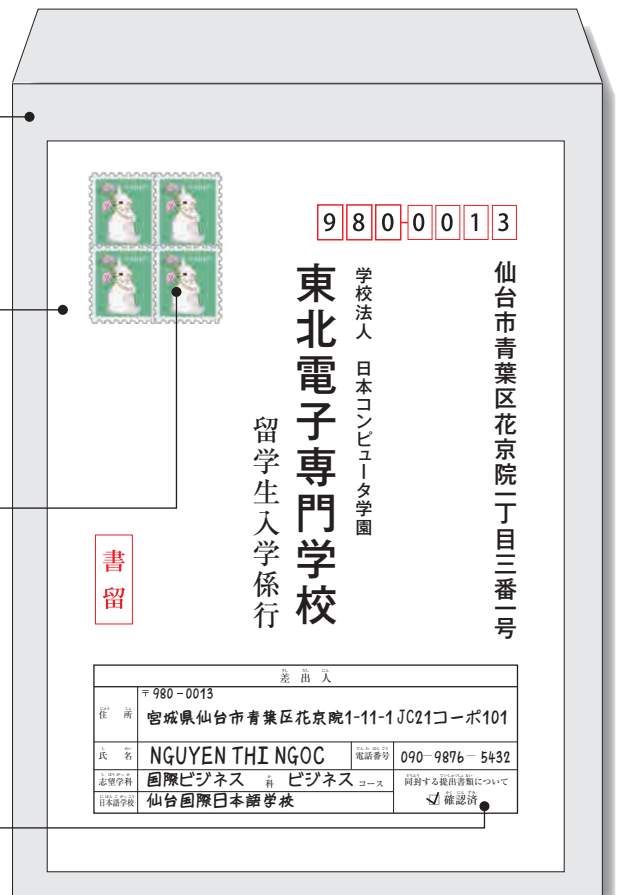 980-0013
仙台市青葉区花京院一丁目三番一号
学校法人 日本コンピュータ学園
東北電子専門学校
留学生入学係行
書留
差出人
住所
〒980-0013
宮城県仙台市青葉区花京院1-11-1 JC21コーポ101
氏名 NGUYEN THI NGOC 電話番号 090-9876-5432
志望学科 国際ビジネス 科 ビジネス コース 同封する提出書類について
日本語学校 仙台国際日本語学校 ☑ 確認済